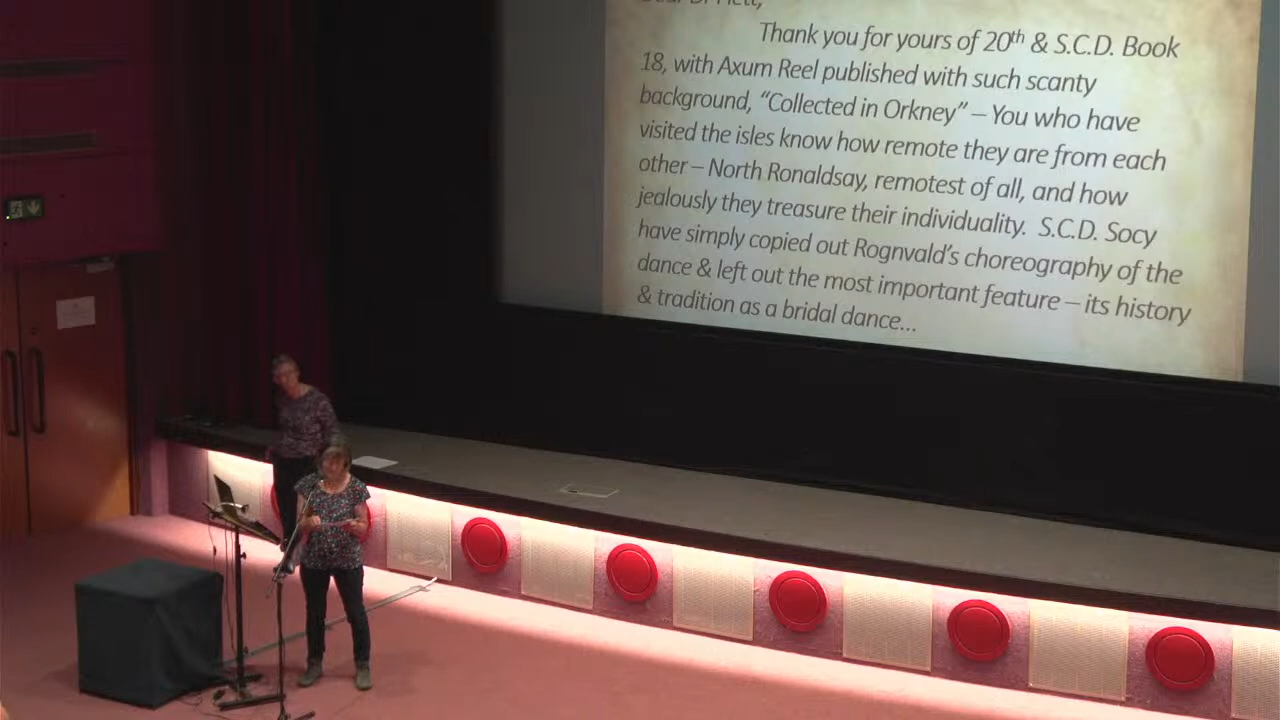 Thank you for yours of 20th & S.C.D. Book
18, with Axum Reel published with such scanty
background, “Collected in Orkney” – You who have
visited the isles know how remote they are from each
other – North Ronaldsay, remotest of all, and how
jealously they treasure their individuality.  S.C.D. Socy
have simply copied out Rognvald’s choreography of the
dance & left out the most important feature – its history
& tradition as a bridal dance…